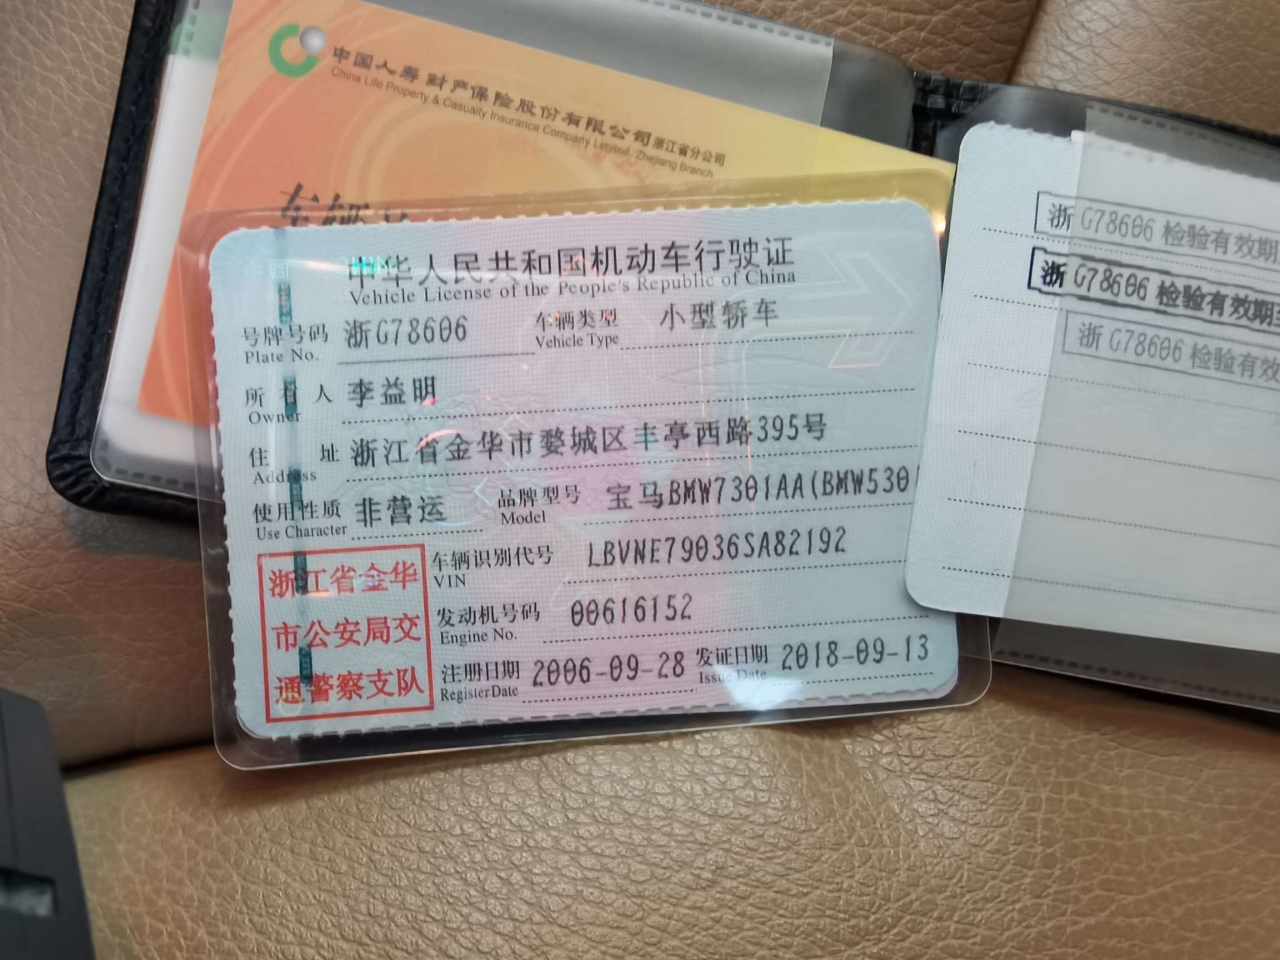 中国人寿财产保险股份有限公司浙江省分公司
China Life Property & Casualty Insurance Company Limited, Zhejiang Branch
车辆
中华人民共和国机动车行驶证
Vehicle License of the People's Republic of China
号牌号码 浙G78606 车辆类型 小型轿车
Plate No. Vehicle Type
所有人 李益明
Owner
住址 浙江省金华市婺城区丰亭西路395号
Address
使用性质 非营运 品牌型号 宝马BMW7301AA(BMW530
Use Character Model
浙江省金华
市公安局交
通警察支队
车辆识别代号 LBVNE79036SA82192
VIN
发动机号码 00616152
Engine No.
注册日期 2006-09-28 发证日期 2018-09-13
Register Date Issue Date
浙G78606检验有效期
浙G78606检验有效期至
浙G78606检验有效